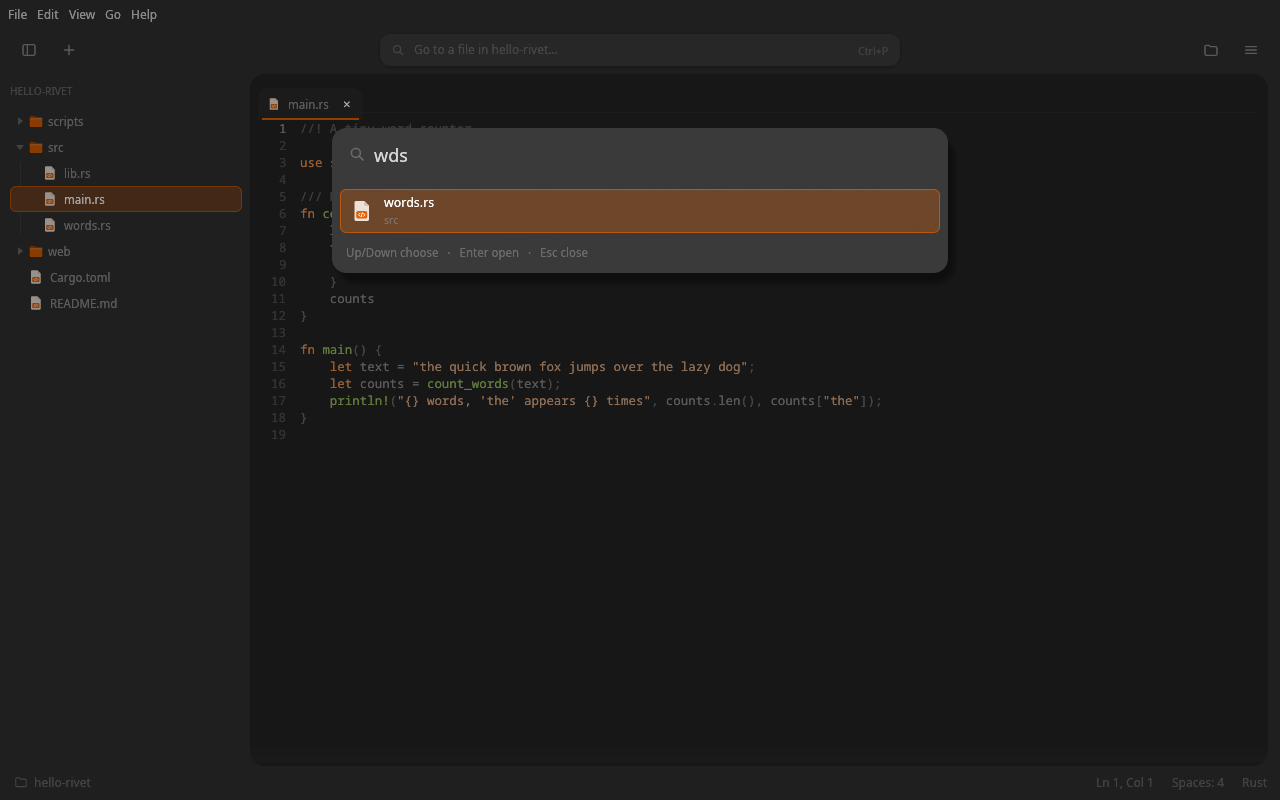 File Edit View Go Help
Go to a file in hello-rivet... Ctrl+P
HELLO-RIVET
scripts
src
lib.rs
main.rs
words.rs
web
Cargo.toml
README.md
main.rs
wds
words.rs
src
Up/Down choose · Enter open · Esc close
1 //! A tiny word counter
2
3 use
4
5 ///
6 fn
7
8
9
10 }
11 counts
12 }
13
14 fn main() {
15 let text = "the quick brown fox jumps over the lazy dog";
16 let counts = count_words(text);
17 println!("{} words, 'the' appears {} times", counts.len(), counts["the"]);
18 }
19
hello-rivet
Ln 1, Col 1 Spaces: 4 Rust